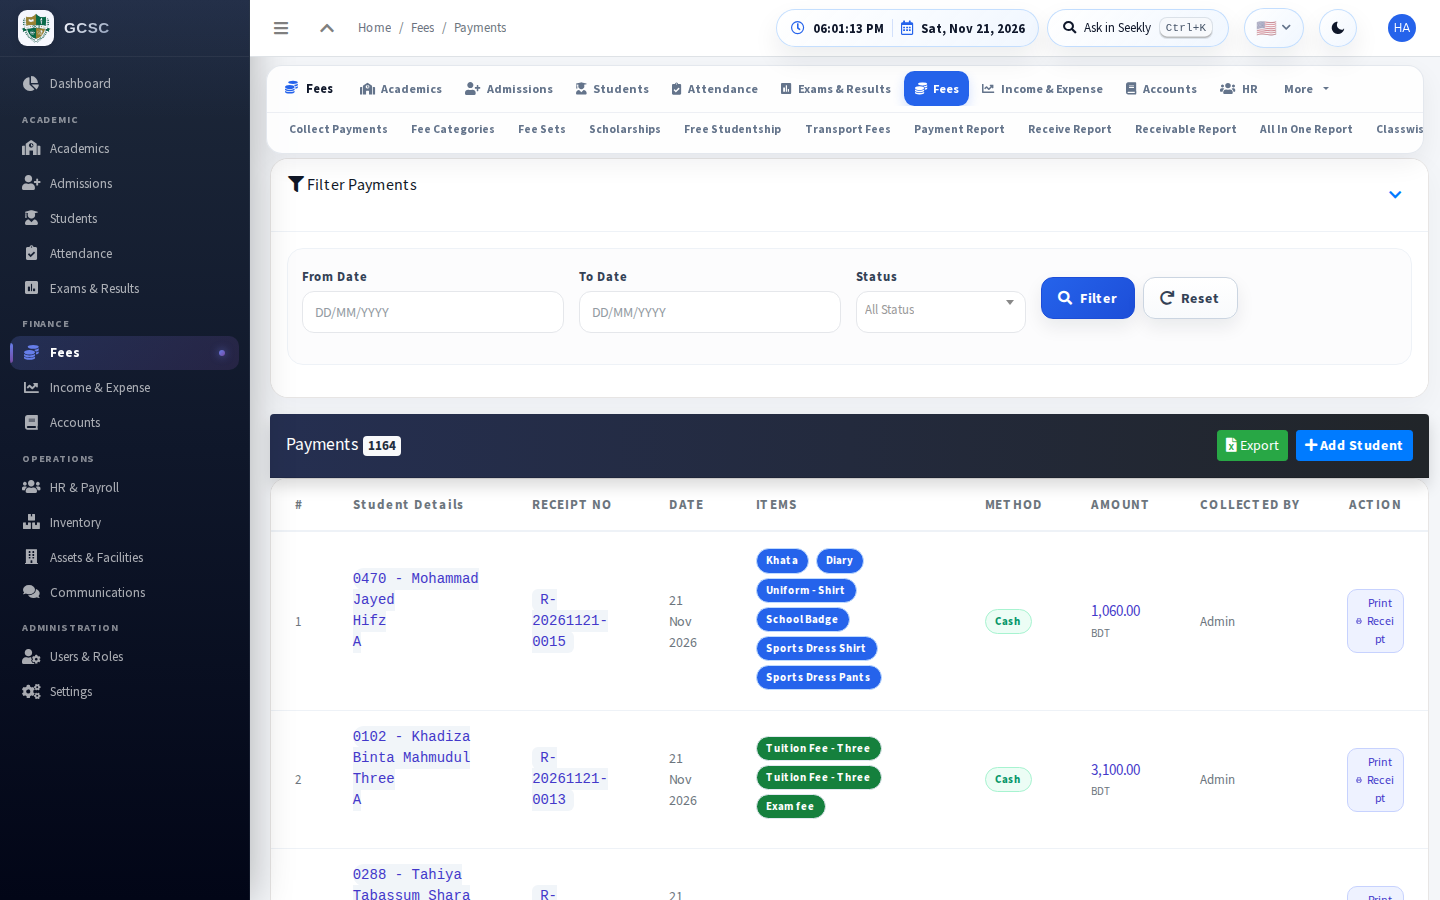 GCSC
Home / Fees / Payments
06:01:13 PM
Sat, Nov 21, 2026
Ask in Seekly Ctrl+K
HA
Dashboard
ACADEMIC
Academics
Admissions
Students
Attendance
Exams & Results
FINANCE
Fees
Income & Expense
Accounts
OPERATIONS
HR & Payroll
Inventory
Assets & Facilities
Communications
ADMINISTRATION
Users & Roles
Settings
Fees Academics Admissions Students Attendance Exams & Results Fees Income & Expense Accounts HR More
Collect Payments Fee Categories Fee Sets Scholarships Free Studentship Transport Fees Payment Report Receive Report Receivable Report All In One Report Classwis
Filter Payments
From Date To Date Status
DD/MM/YYYY DD/MM/YYYY All Status Filter Reset
Payments 1164 Export Add Student
# Student Details RECEIPT NO DATE ITEMS METHOD AMOUNT COLLECTED BY ACTION
1
0470 - Mohammad
Jayed
Hifz
A
R-
20261121-
0015
21
Nov
2026
Khata Diary
Uniform - Shirt
School Badge
Sports Dress Shirt
Sports Dress Pants
Cash
1,060.00
BDT
Admin
Print
Recei
pt
2
0102 - Khadiza
Binta Mahmudul
Three
A
R-
20261121-
0013
21
Nov
2026
Tuition Fee - Three
Tuition Fee - Three
Exam fee
Cash
3,100.00
BDT
Admin
Print
Recei
pt
0288 - Tahiya
Tabassum Shara
R-
21
Print